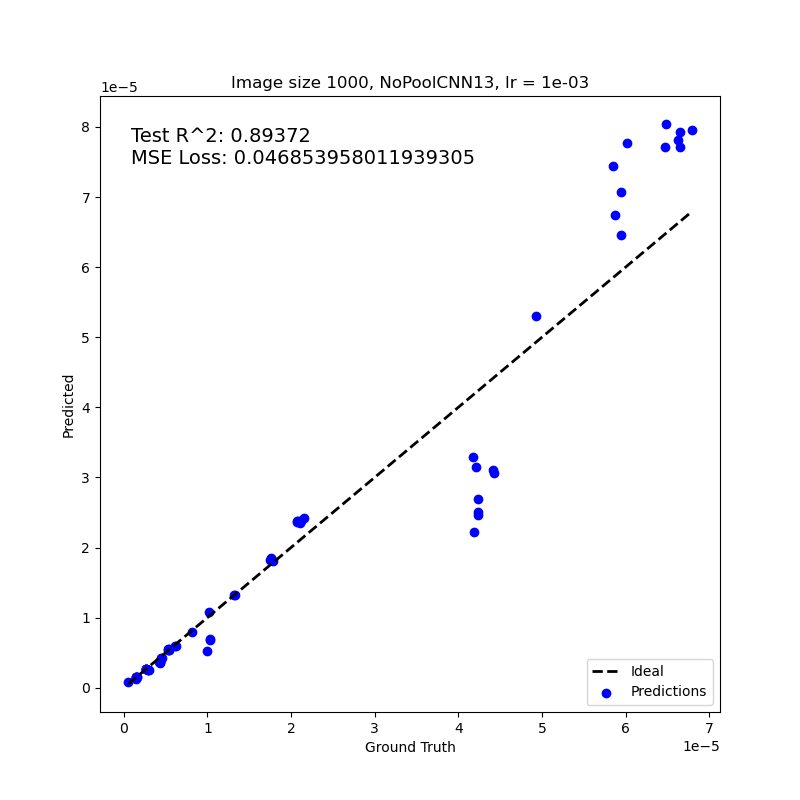 Image size 1000, NoPoolCNN13, lr = 1e-03
1e−5
Test R^2: 0.89372
MSE Loss: 0.046853958011939305
8
7
6
5
4
3
2
1
0
Predicted
Ideal
Predictions
0 1 2 3 4 5 6 7
Ground Truth
1e−5